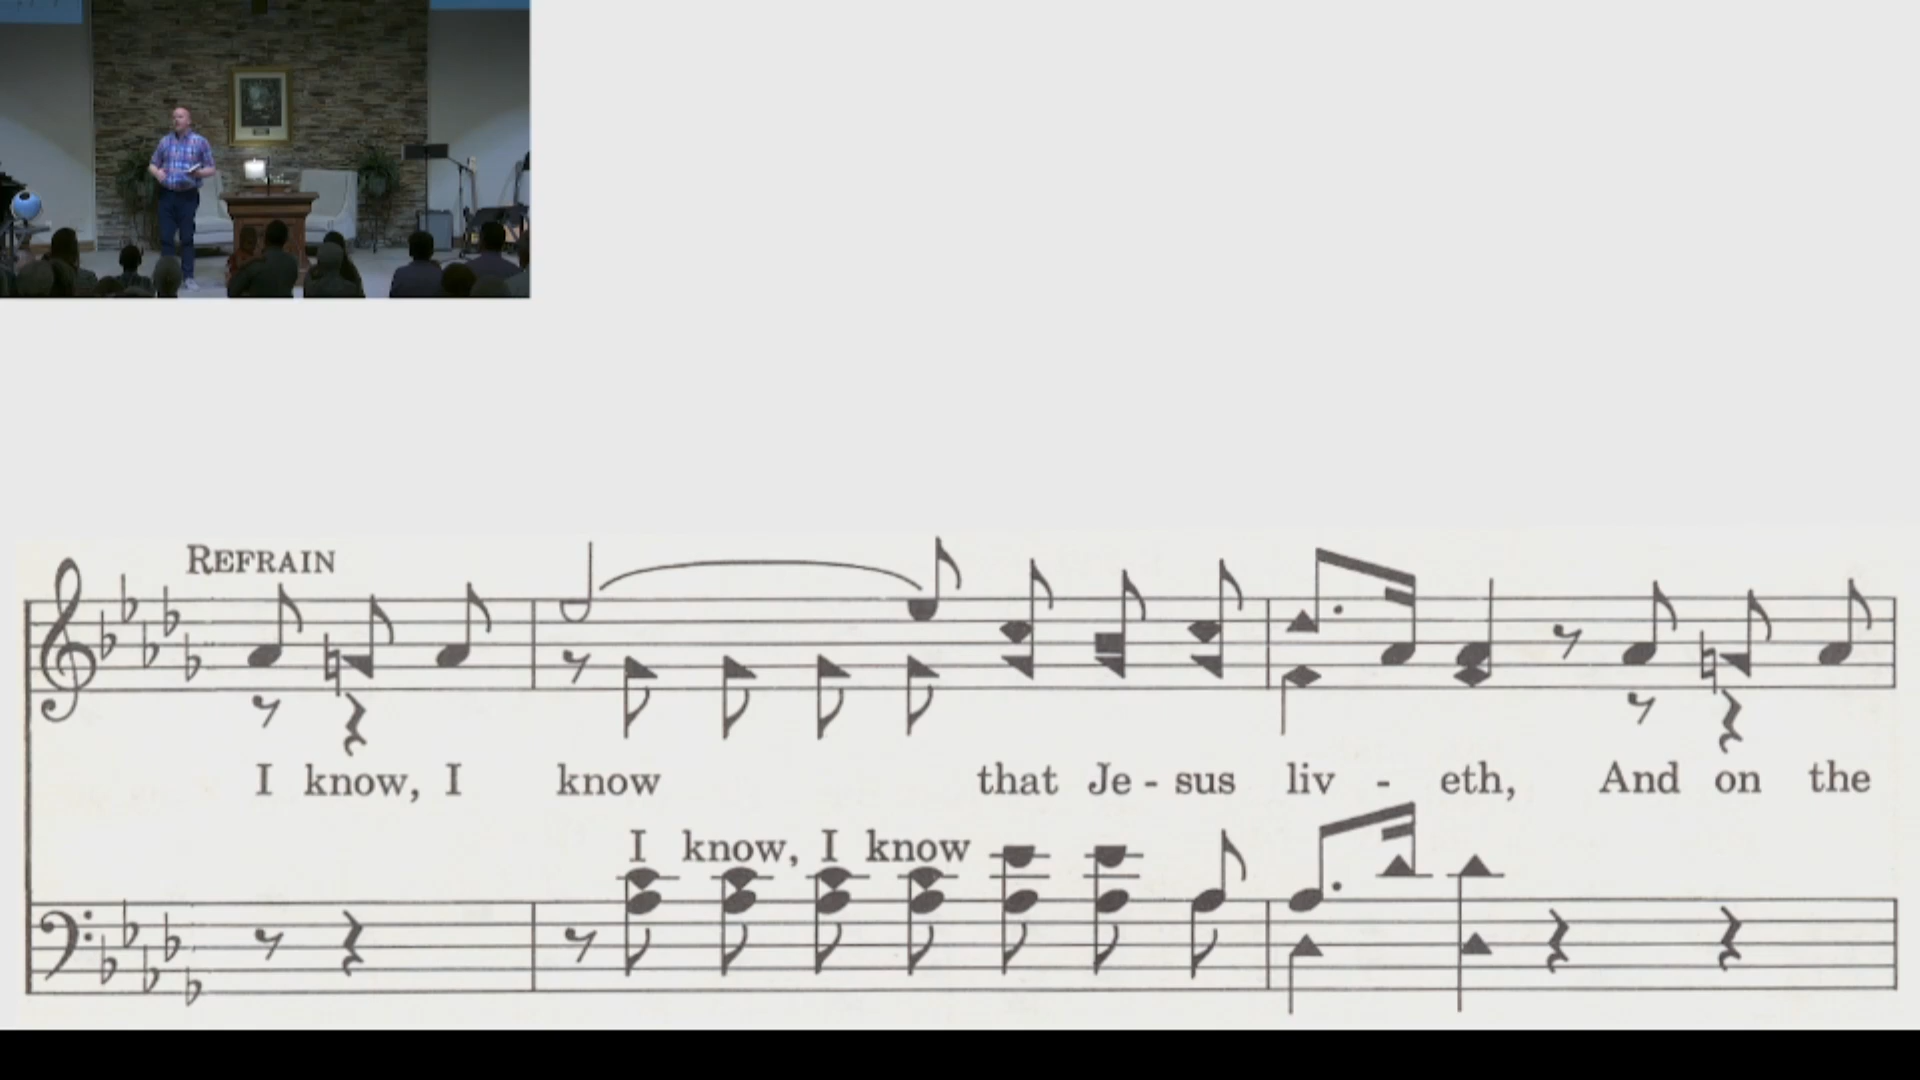 REFRAIN
I know, I know that Je - sus liv - eth, And on the
I know, I know